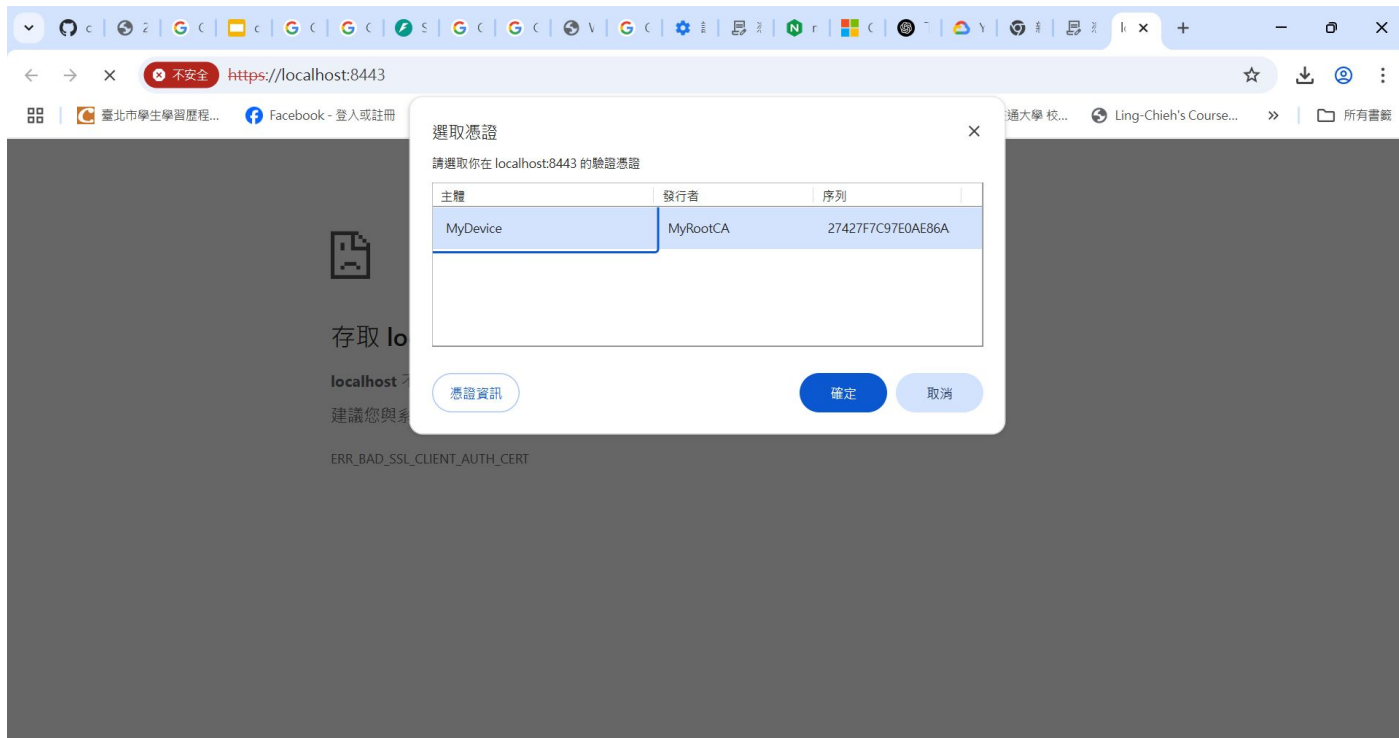 不安全 https://localhost:8443
臺北市學生學習歷程... Facebook - 登入或註冊 通大學 校... Ling-Chieh's Course... 所有書籤
選取憑證
請選取你在 localhost:8443 的驗證憑證
主體 發行者 序列
MyDevice MyRootCA 27427F7C97E0AE86A
憑證資訊 確定 取消
存取 lo
localhost
建議您與
ERR_BAD_SSL_CLIENT_AUTH_CERT